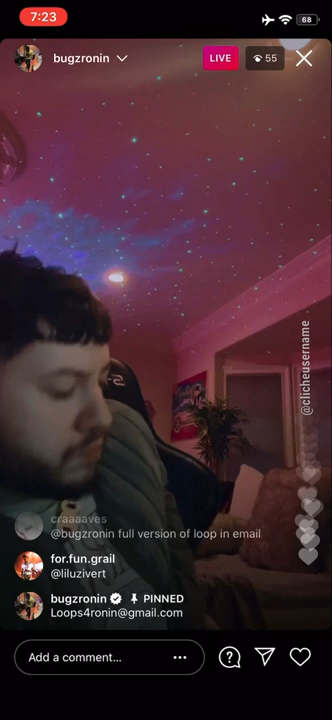 7:23
68
bugzronin
LIVE
55
@clicheusername
craaaaves
@bugzronin full version of loop in email
for.fun.grail
@liluzivert
bugzronin PINNED
Loops4ronin@gmail.com
Add a comment...